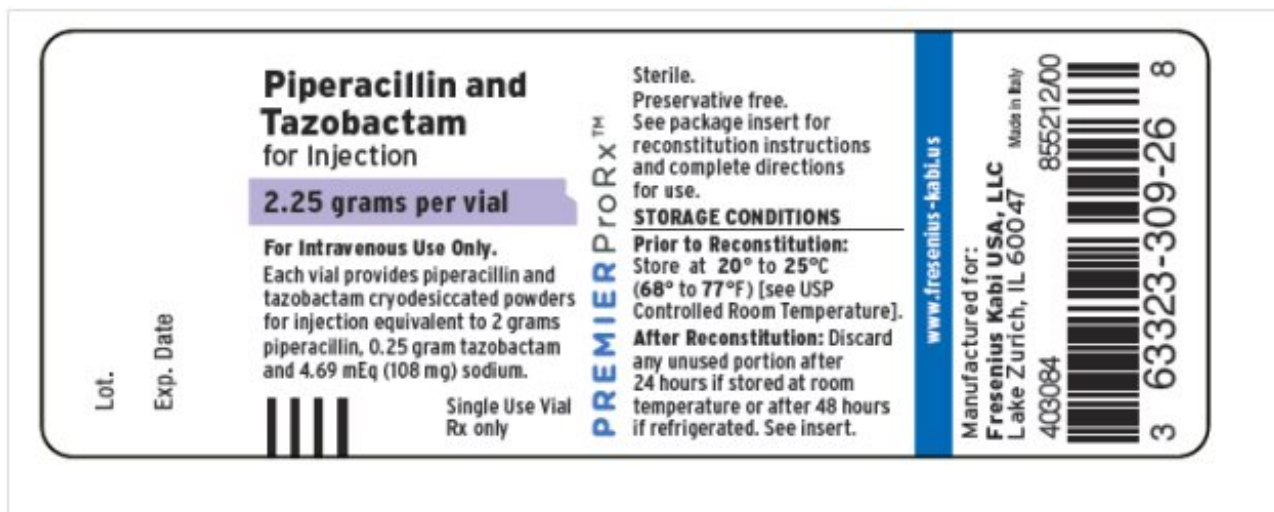 Lot.
Exp. Date
Piperacillin and
Tazobactam
for Injection
2.25 grams per vial
For Intravenous Use Only.
Each vial provides piperacillin and
tazobactam cryodesiccated powders
for injection equivalent to 2 grams
piperacillin, 0.25 gram tazobactam
and 4.69 mEq (108 mg) sodium.
Single Use Vial
Rx only
PREMIERProRx™
Sterile.
Preservative free.
See package insert for
reconstitution instructions
and complete directions
for use.
STORAGE CONDITIONS
Prior to Reconstitution:
Store at 20° to 25°C
(68° to 77°F) [see USP
Controlled Room Temperature].
After Reconstitution: Discard
any unused portion after
24 hours if stored at room
temperature or after 48 hours
if refrigerated. See insert.
www.fresenius-kabi.us
Manufactured for:
Fresenius Kabi USA, LLC
Lake Zurich, IL 60047 Made in Italy
403084 855212/00
3 63323-309-26 8